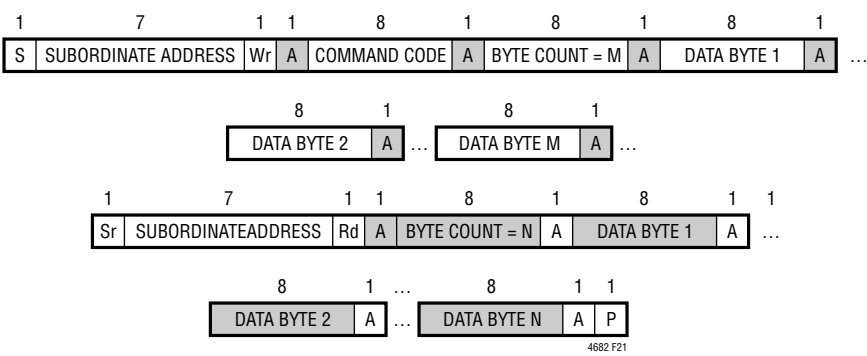 1 7 1 1 8 1 8 1 8 1
S SUBORDINATE ADDRESS Wr A COMMAND CODE A BYTE COUNT = M A DATA BYTE 1 A …
8 1 8 1
DATA BYTE 2 A … DATA BYTE M A …
1 7 1 1 8 1 8 1 1
Sr SUBORDINATEADDRESS Rd A BYTE COUNT = N A DATA BYTE 1 A …
8 1 … 8 1 1
DATA BYTE 2 A … DATA BYTE N A P
4682 F21